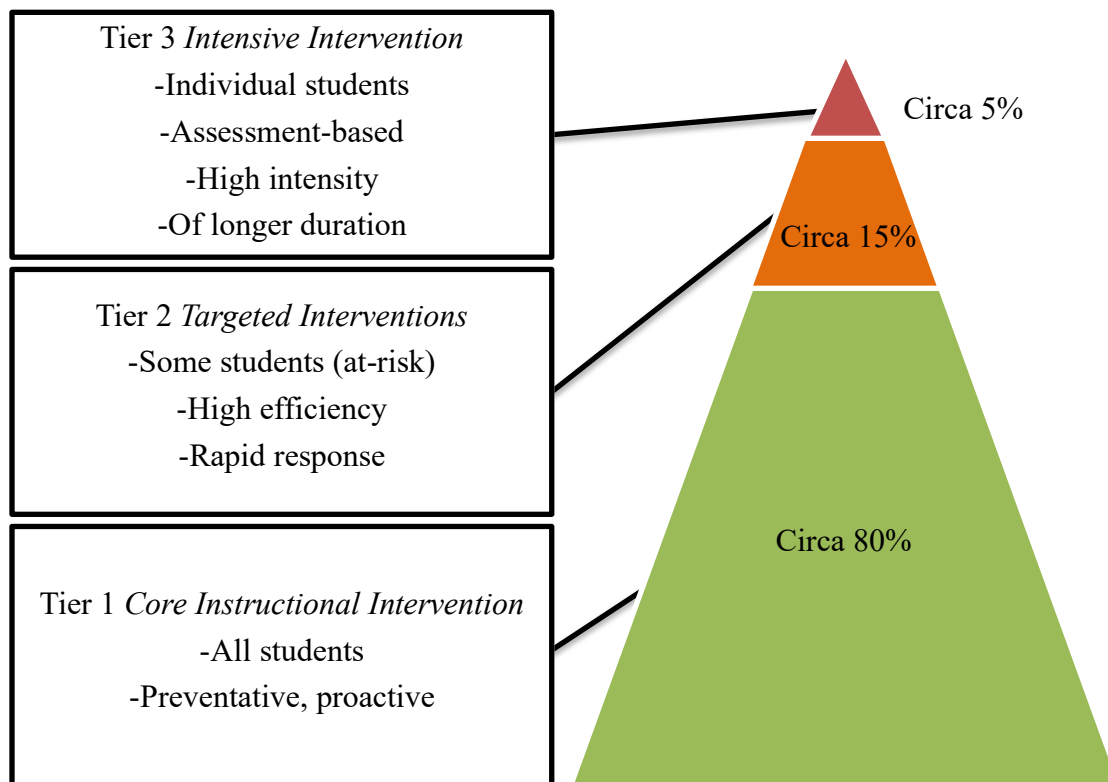 Tier 3 Intensive Intervention
-Individual students
-Assessment-based
-High intensity
-Of longer duration
Circa 5%
Tier 2 Targeted Interventions
-Some students (at-risk)
-High efficiency
-Rapid response
Circa 15%
Tier 1 Core Instructional Intervention
-All students
-Preventative, proactive
Circa 80%